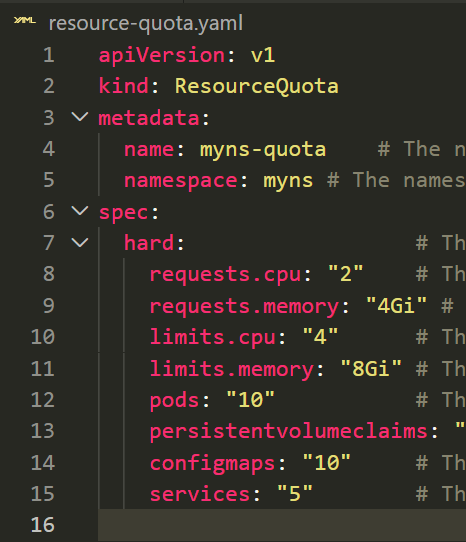 YAML resource-quota.yaml
1 apiVersion: v1
2 kind: ResourceQuota
3 metadata:
4 name: myns-quota # The n
5 namespace: myns # The names
6 spec:
7 hard: # Th
8 requests.cpu: "2" # Th
9 requests.memory: "4Gi" #
10 limits.cpu: "4" # Th
11 limits.memory: "8Gi" # Th
12 pods: "10" # Th
13 persistentvolumeclaims: "
14 configmaps: "10" # Th
15 services: "5" # Th
16